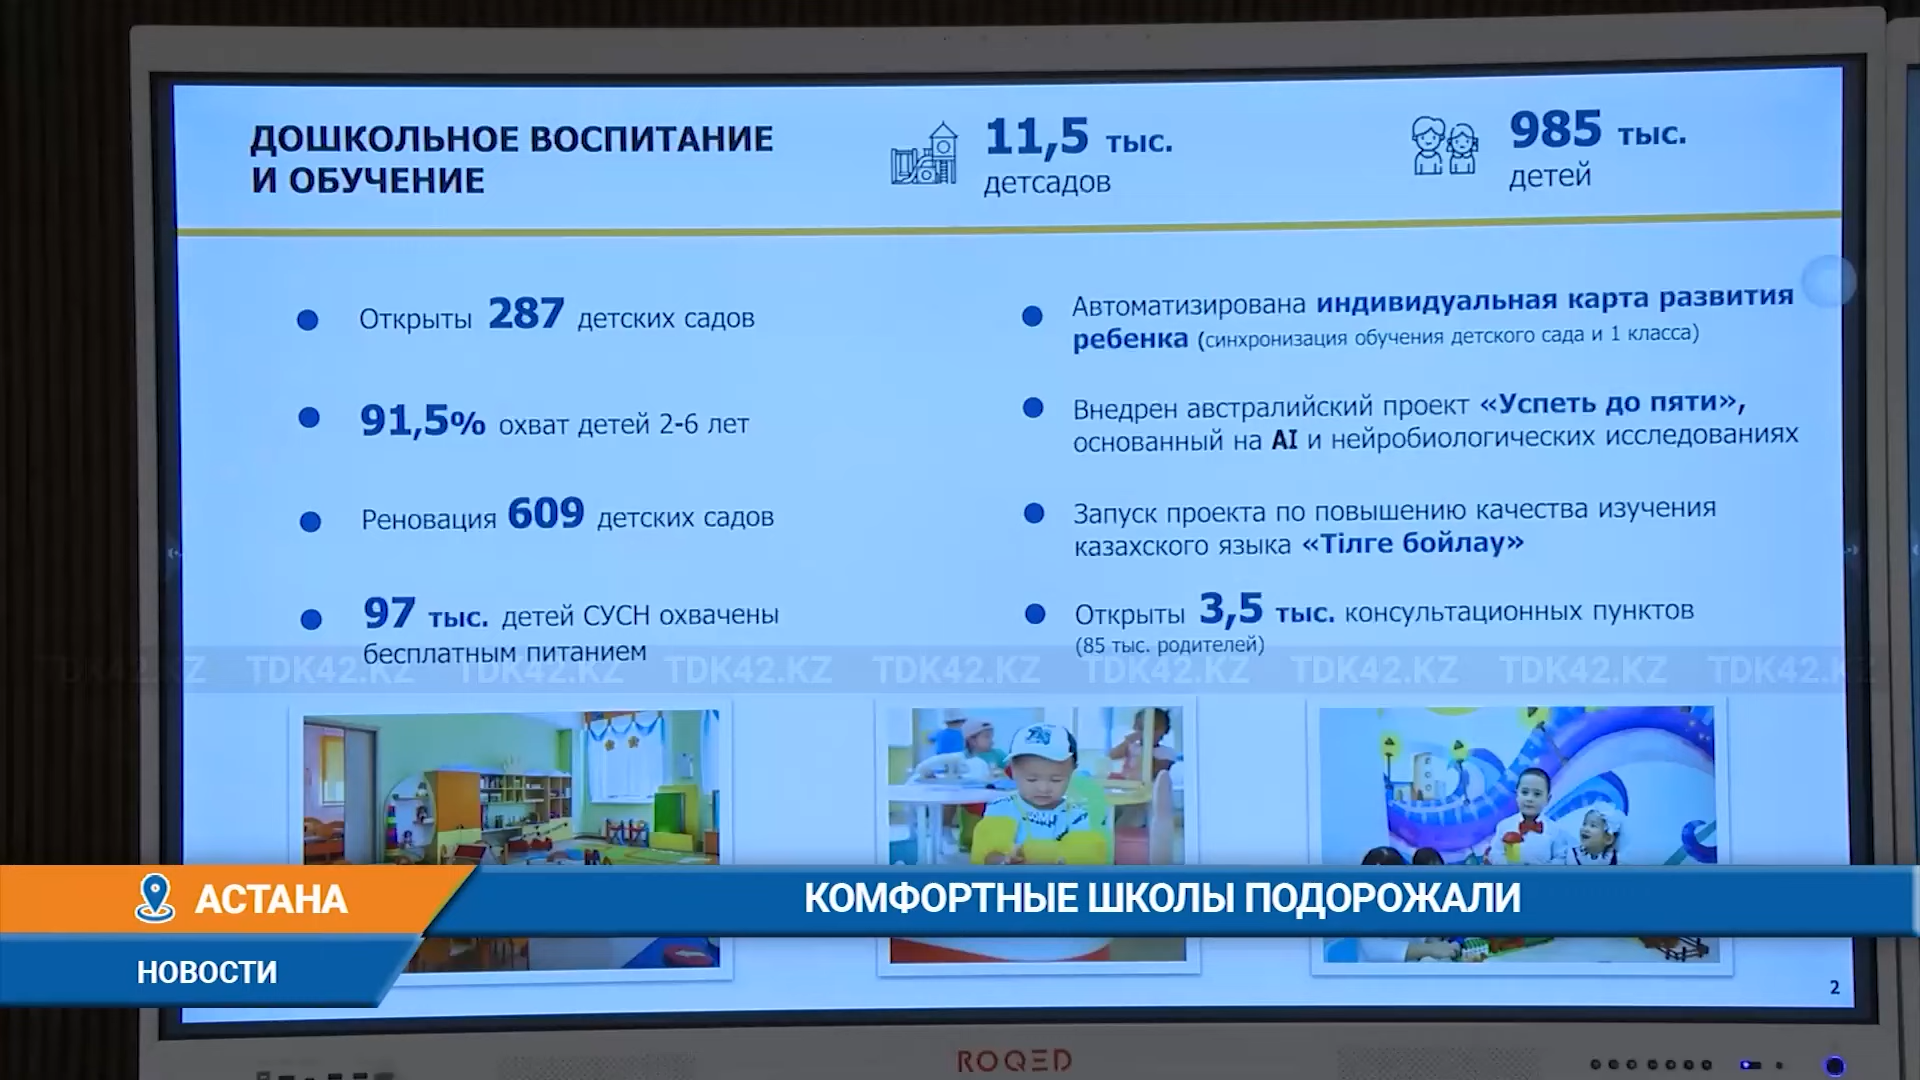 ДОШКОЛЬНОЕ ВОСПИТАНИЕ
И ОБУЧЕНИЕ
11,5 тыс.
детсадов
985 тыс.
детей
Открыты 287 детских садов
91,5% охват детей 2-6 лет
Реновация 609 детских садов
97 тыс. детей СУСН охвачены
бесплатным питанием
Автоматизирована индивидуальная карта развития
ребенка (синхронизация обучения детского сада и 1 класса)
Внедрен австралийский проект «Успеть до пяти»,
основанный на AI и нейробиологических исследованиях
Запуск проекта по повышению качества изучения
казахского языка «Тілге бойлау»
Открыты 3,5 тыс. консультационных пунктов
(85 тыс. родителей)
TDK42.KZ TDK42.KZ TDK42.KZ TDK42.KZ TDK42.KZ TDK42.KZ TDK42.KZ TDK42.KZ TDK42.KZ
АСТАНА
КОМФОРТНЫЕ ШКОЛЫ ПОДОРОЖАЛИ
НОВОСТИ
2
ROQED